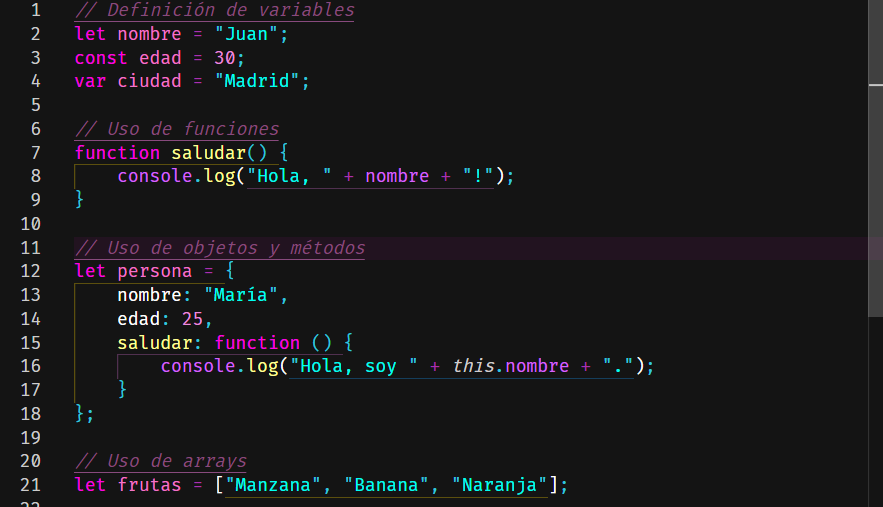 1 // Definición de variables
2 let nombre = "Juan";
3 const edad = 30;
4 var ciudad = "Madrid";
5
6 // Uso de funciones
7 function saludar() {
8     console.log("Hola, " + nombre + "!");
9 }
10
11 // Uso de objetos y métodos
12 let persona = {
13     nombre: "María",
14     edad: 25,
15     saludar: function () {
16         console.log("Hola, soy " + this.nombre + ".");
17     }
18 };
19
20 // Uso de arrays
21 let frutas = ["Manzana", "Banana", "Naranja"];